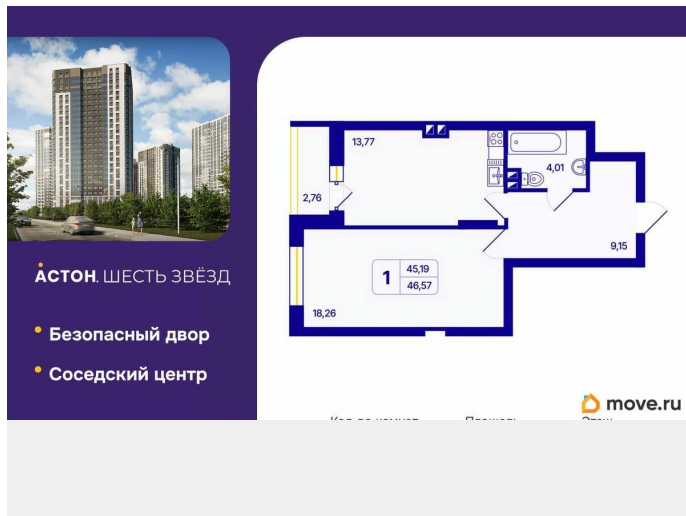 АСТОН. ШЕСТЬ ЗВЁЗД
Безопасный двор
Соседский центр
13,77
4,01
2,76
9,15
1
45,19
46,57
18,26
move.ru